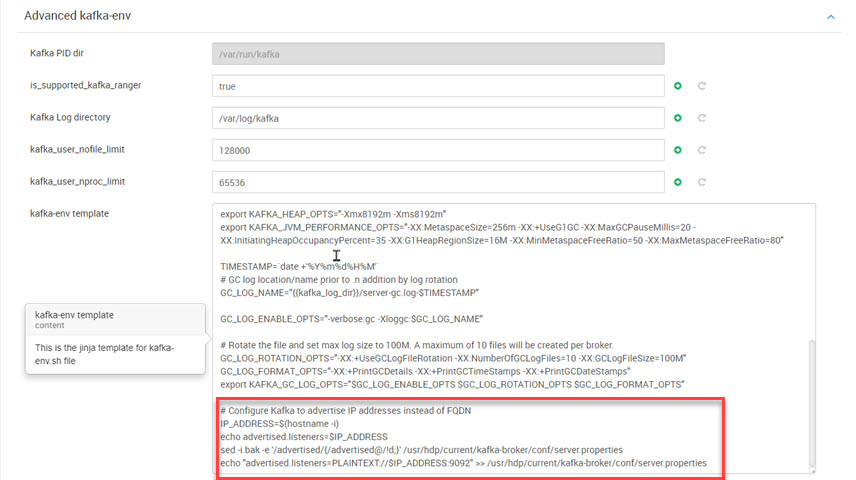 Advanced kafka-env
Kafka PID dir
/var/run/kafka
is_supported_kafka_ranger
true
Kafka Log directory
/var/log/kafka
kafka_user_nofile_limit
128000
kafka_user_nproc_limit
65536
kafka-env template
export KAFKA_HEAP_OPTS="-Xmx8192m -Xms8192m"
export KAFKA_JVM_PERFORMANCE_OPTS="-XX:MetaspaceSize=256m -XX:+UseG1GC -XX:MaxGCPauseMillis=20 -
XX:InitiatingHeapOccupancyPercent=35 -XX:G1HeapRegionSize=16M -XX:MinMetaspaceFreeRatio=50 -XX:MaxMetaspaceFreeRatio=80"
TIMESTAMP=`date +'%Y%m%d%H%M'`
# GC log location/name prior to .n addition by log rotation
GC_LOG_NAME="{{kafka_log_dir}}/server-gc.log-$TIMESTAMP"
GC_LOG_ENABLE_OPTS="-verbose:gc -Xloggc:$GC_LOG_NAME"
# Rotate the file and set max log size to 100M. A maximum of 10 files will be created per broker.
GC_LOG_ROTATION_OPTS="-XX:+UseGCLogFileRotation -XX:NumberOfGCLogFiles=10 -XX:GCLogFileSize=100M"
GC_LOG_FORMAT_OPTS="-XX:+PrintGCDetails -XX:+PrintGCTimeStamps -XX:+PrintGCDateStamps"
export KAFKA_GC_LOG_OPTS="$GC_LOG_ENABLE_OPTS $GC_LOG_ROTATION_OPTS $GC_LOG_FORMAT_OPTS"
# Configure Kafka to advertise IP addresses instead of FQDN
IP_ADDRESS=$(hostname -i)
echo advertised.listeners=$IP_ADDRESS
sed -i.bak -e '/advertised/{/advertised@/!d;}' /usr/hdp/current/kafka-broker/conf/server.properties
echo "advertised.listeners=PLAINTEXT://$IP_ADDRESS:9092" >> /usr/hdp/current/kafka-broker/conf/server.properties
kafka-env template
content
This is the jinja template for kafka-
env.sh file